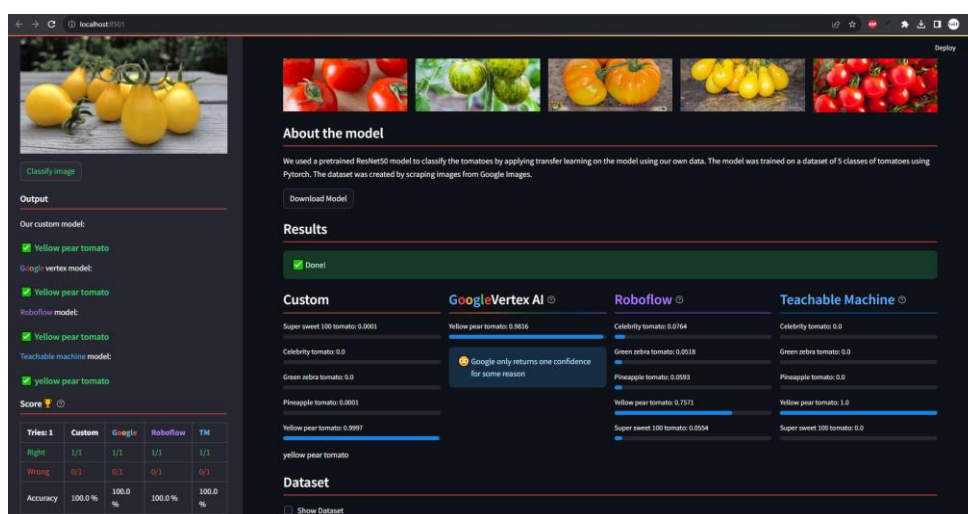 localhost:8501
Deploy
Classify image
Output
Our custom model:
Yellow pear tomato
Google vertex model:
Yellow pear tomato
Roboflow model:
Yellow pear tomato
Teachable machine model:
yellow pear tomato
Score
Tries: 1 Custom Google Roboflow TM
Right 1/1 1/1 1/1 1/1
Wrong 0/1 0/1 0/1 0/1
Accuracy 100.0 % 100.0 % 100.0 % 100.0 %
About the model
We used a pretrained ResNet50 model to classify the tomatoes by applying transfer learning on the model using our own data. The model was trained on a dataset of 5 classes of tomatoes using
Pytorch. The dataset was created by scraping images from Google Images.
Download Model
Results
Done!
Custom
Super sweet 100 tomato: 0.0001
Celebrity tomato: 0.0
Green zebra tomato: 0.0
Pineapple tomato: 0.0001
Yellow pear tomato: 0.9997
yellow pear tomato
GoogleVertex AI
Yellow pear tomato: 0.9816
Google only returns one confidence
for some reason
Roboflow
Celebrity tomato: 0.0764
Green zebra tomato: 0.0518
Pineapple tomato: 0.0593
Yellow pear tomato: 0.7571
Super sweet 100 tomato: 0.0554
Teachable Machine
Celebrity tomato: 0.0
Green zebra tomato: 0.0
Pineapple tomato: 0.0
Yellow pear tomato: 1.0
Super sweet 100 tomato: 0.0
Dataset
Show Dataset